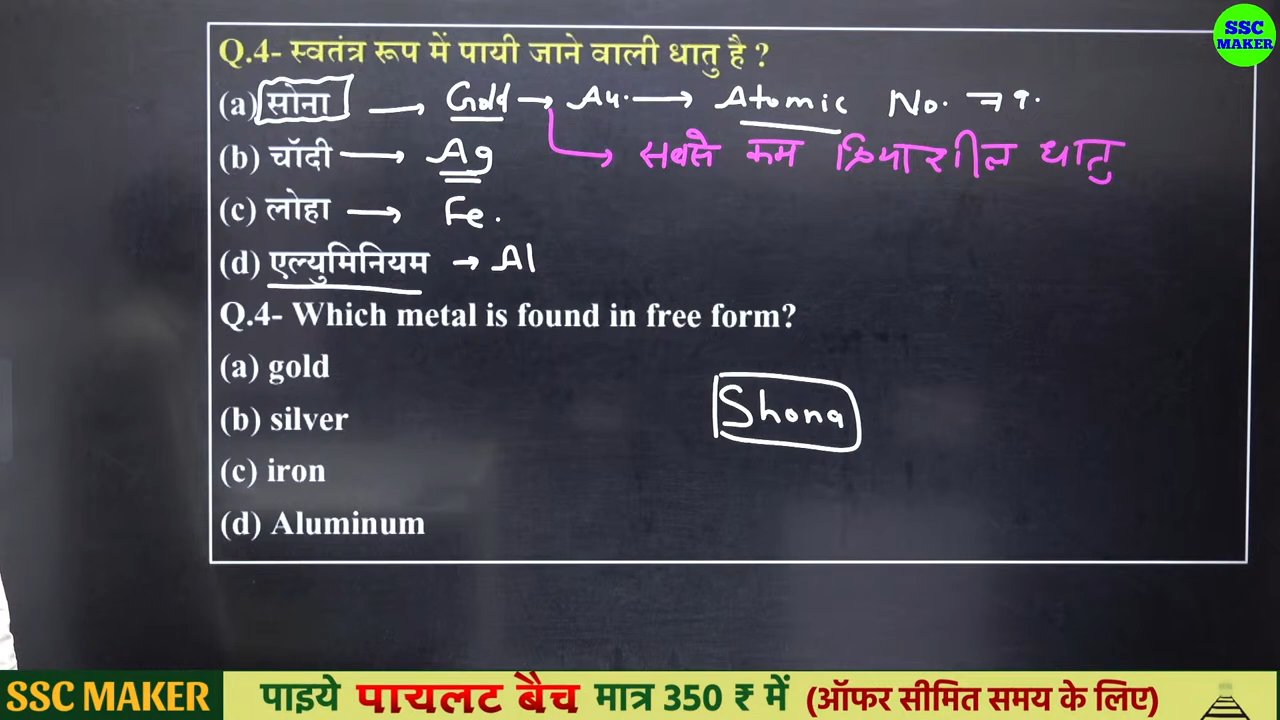 SSC
MAKER
Q.4- स्वतंत्र रूप में पायी जाने वाली धातु है ?
(a) सोना → Gold → Au. → Atomic No. → ?.
→ सबसे कम क्रियाशील धातु
(b) चॉदी → Ag
(c) लोहा → Fe.
(d) एल्युमिनियम → Al
Q.4- Which metal is found in free form?
(a) gold
(b) silver
(c) iron
(d) Aluminum
Shona
SSC MAKER पाइये पायलट बैच मात्र 350 ₹ में (ऑफर सीमित समय के लिए)